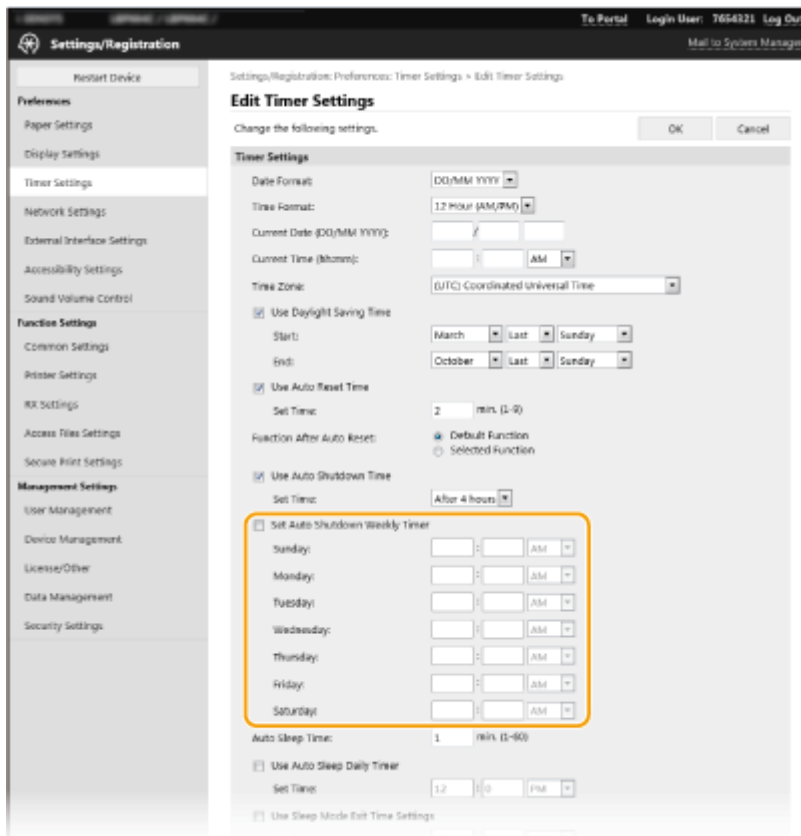 To Portal Login User: 7654321 Log Ou
Settings/Registration
Mail to System Manage
Restart Device
Preferences
Paper Settings
Display Settings
Timer Settings
Network Settings
External Interface Settings
Accessibility Settings
Sound Volume Control
Function Settings
Common Settings
Printer Settings
RX Settings
Access Files Settings
Secure Print Settings
Management Settings
User Management
Device Management
License/Other
Data Management
Security Settings
Settings/Registration: Preferences: Timer Settings > Edit Timer Settings
Edit Timer Settings
Change the following settings.
OK Cancel
Timer Settings
Date Format: DD/MM YYYY
Time Format: 12 Hour (AM/PM)
Current Date (DD/MM YYYY): /
Current Time (hh:mm): : AM
Time Zone: (UTC) Coordinated Universal Time
Use Daylight Saving Time
Start: March Last Sunday
End: October Last Sunday
Use Auto Reset Time
Set Time: 2 min. (1-9)
Function After Auto Reset: Default Function
Selected Function
Use Auto Shutdown Time
Set Time: After 4 hours
Set Auto Shutdown Weekly Timer
Sunday: : AM
Monday: : AM
Tuesday: : AM
Wednesday: : AM
Thursday: : AM
Friday: : AM
Saturday: : AM
Auto Sleep Time: 1 min. (1-60)
Use Auto Sleep Daily Timer
Set Time: 12 : 0 PM
Use Sleep Mode Exit Time Settings